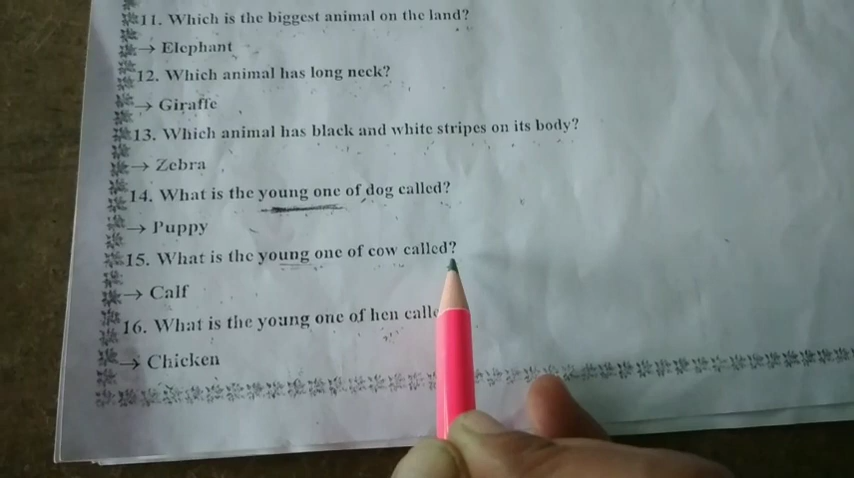 11. Which is the biggest animal on the land?
→ Elephant
12. Which animal has long neck?
→ Giraffe
13. Which animal has black and white stripes on its body?
→ Zebra
14. What is the young one of dog called?
→ Puppy
15. What is the young one of cow called?
→ Calf
16. What is the young one of hen calle
→ Chicken